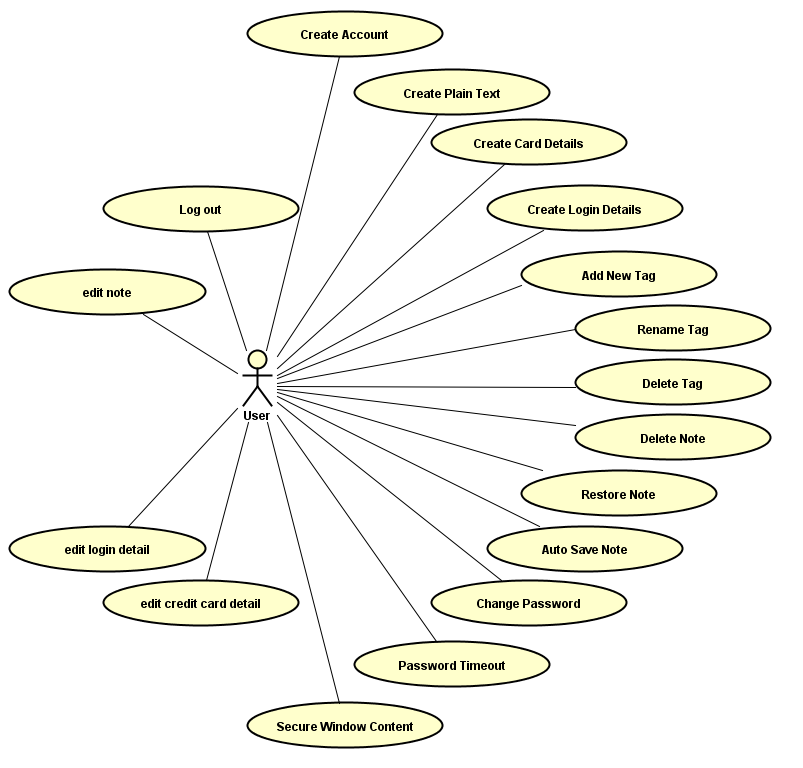 Create Account
Create Plain Text
Create Card Details
Log out
Create Login Details
Add New Tag
edit note
Rename Tag
Delete Tag
User
Delete Note
Restore Note
edit login detail
Auto Save Note
edit credit card detail
Change Password
Password Timeout
Secure Window Content